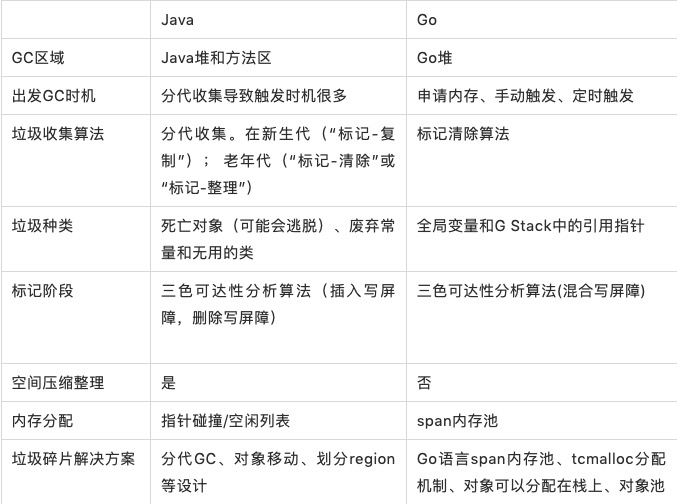 Java Go
GC区域 Java堆和方法区 Go堆
出发GC时机 分代收集导致触发时机很多 申请内存、手动触发、定时触发
垃圾收集算法 分代收集。在新生代（“标记-复 标记清除算法
制”）； 老年代（“标记-清除”或
“标记-整理”）
垃圾种类 死亡对象（可能会逃脱）、废弃常 全局变量和G Stack中的引用指针
量和无用的类
标记阶段 三色可达性分析算法（插入写屏 三色可达性分析算法(混合写屏障)
障，删除写屏障）
空间压缩整理 是 否
内存分配 指针碰撞/空闲列表 span内存池
垃圾碎片解决方案 分代GC、对象移动、划分region Go语言span内存池、tcmalloc分配
等设计 机制、对象可以分配在栈上、对象池